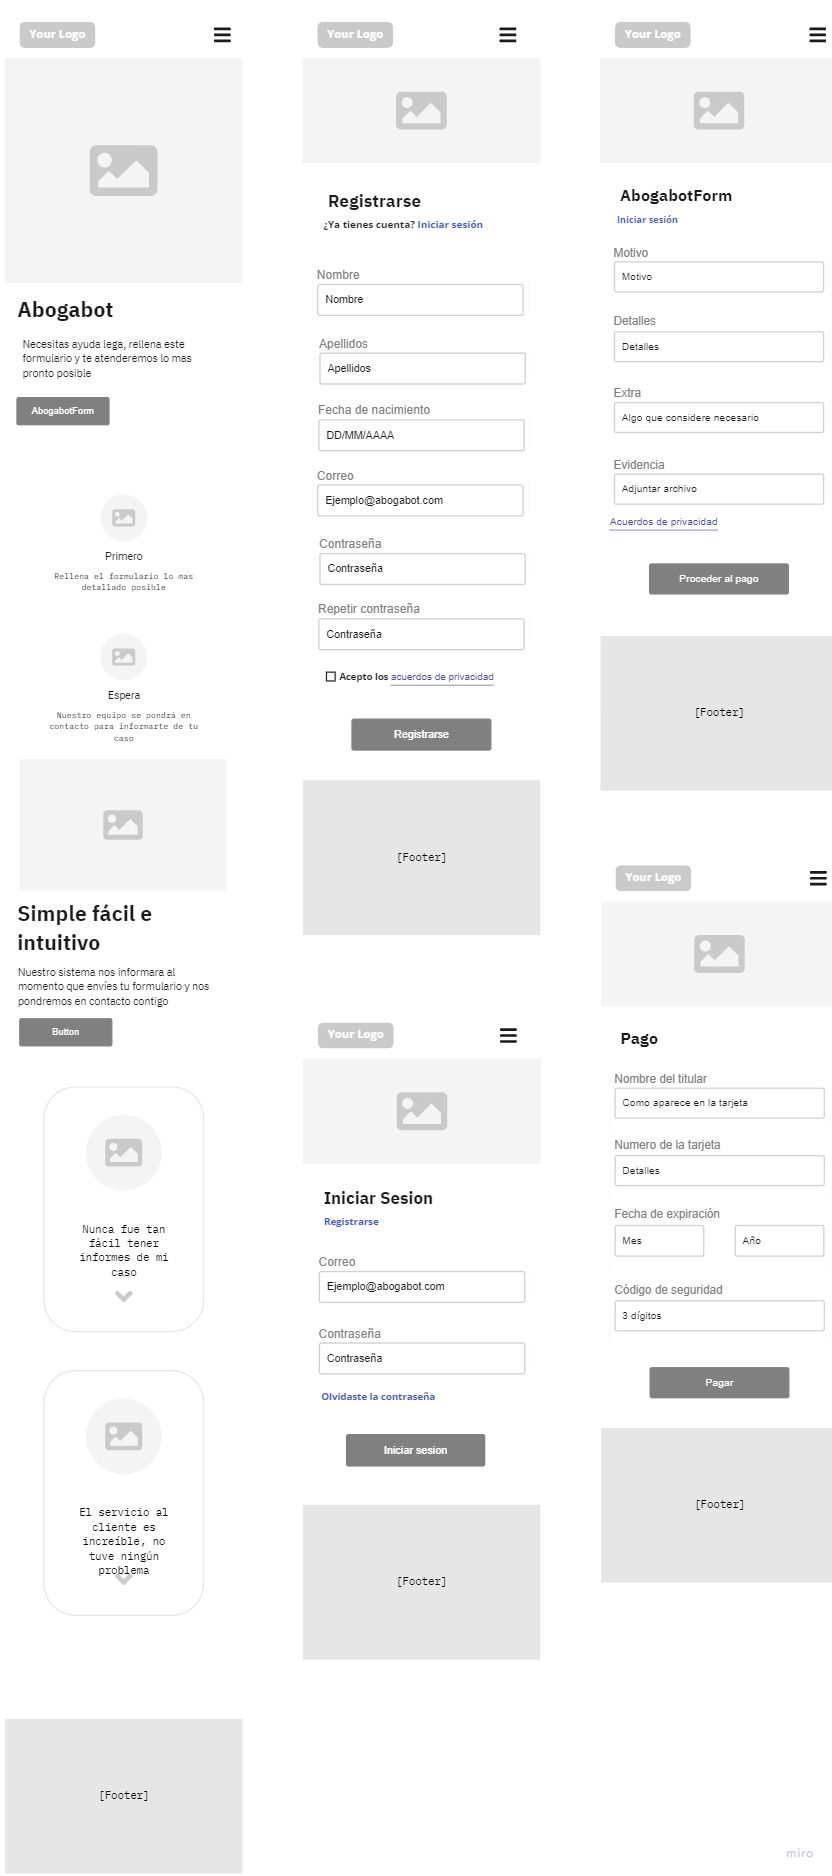 Your Logo
Abogabot
Necesitas ayuda lega, rellena este
formulario y te atenderemos lo mas
pronto posible
AbogabotForm
Primero
Rellena el formulario lo mas
detallado posible
Espera
Nuestro equipo se pondrá en
contacto para informarte de tu
caso
Simple fácil e
intuitivo
Nuestro sistema nos informara al
momento que envíes tu formulario y nos
pondremos en contacto contigo
Button
Nunca fue tan
fácil tener
informes de mi
caso
El servicio al
cliente es
increíble, no
tuve ningún
problema
[Footer]
Your Logo
Registrarse
¿Ya tienes cuenta? Iniciar sesión
Nombre
Nombre
Apellidos
Apellidos
Fecha de nacimiento
DD/MM/AAAA
Correo
Ejemplo@abogabot.com
Contraseña
Contraseña
Repetir contraseña
Contraseña
Acepto los acuerdos de privacidad
Registrarse
[Footer]
Your Logo
Iniciar Sesion
Registrarse
Correo
Ejemplo@abogabot.com
Contraseña
Contraseña
Olvidaste la contraseña
Iniciar sesion
[Footer]
Your Logo
AbogabotForm
Iniciar sesión
Motivo
Motivo
Detalles
Detalles
Extra
Algo que considere necesario
Evidencia
Adjuntar archivo
Acuerdos de privacidad
Proceder al pago
[Footer]
Your Logo
Pago
Nombre del titular
Como aparece en la tarjeta
Numero de la tarjeta
Detalles
Fecha de expiración
Mes Año
Código de seguridad
3 dígitos
Pagar
[Footer]
miro